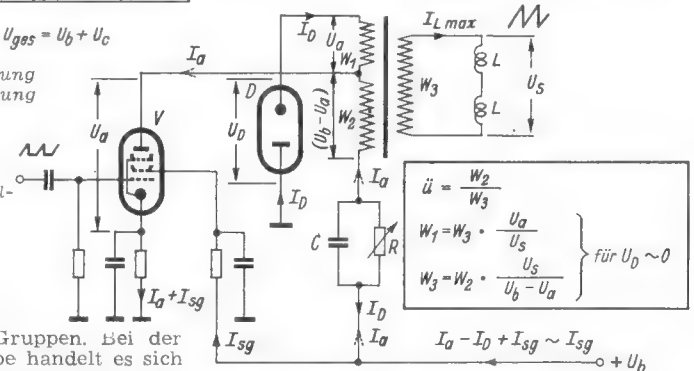 U_ges = U_b + U_c
ung
ung
I_D
U_a
W_1
I_L max
L
L
U_S
W_3
I_a
D
V
U_a
U_D
(U_b-U_a)
W_2
I_D
I_a
C
R
I_D
I_a
I_a + I_sg
I_sg
ü = W_2 / W_3
W_1 = W_3 · U_a / U_s
W_3 = W_2 · U_s / (U_b - U_a)
für U_D ~ 0
I_a - I_D + I_sg ~ I_sg
+ U_b
Gruppen. Bei der
be handelt es sich